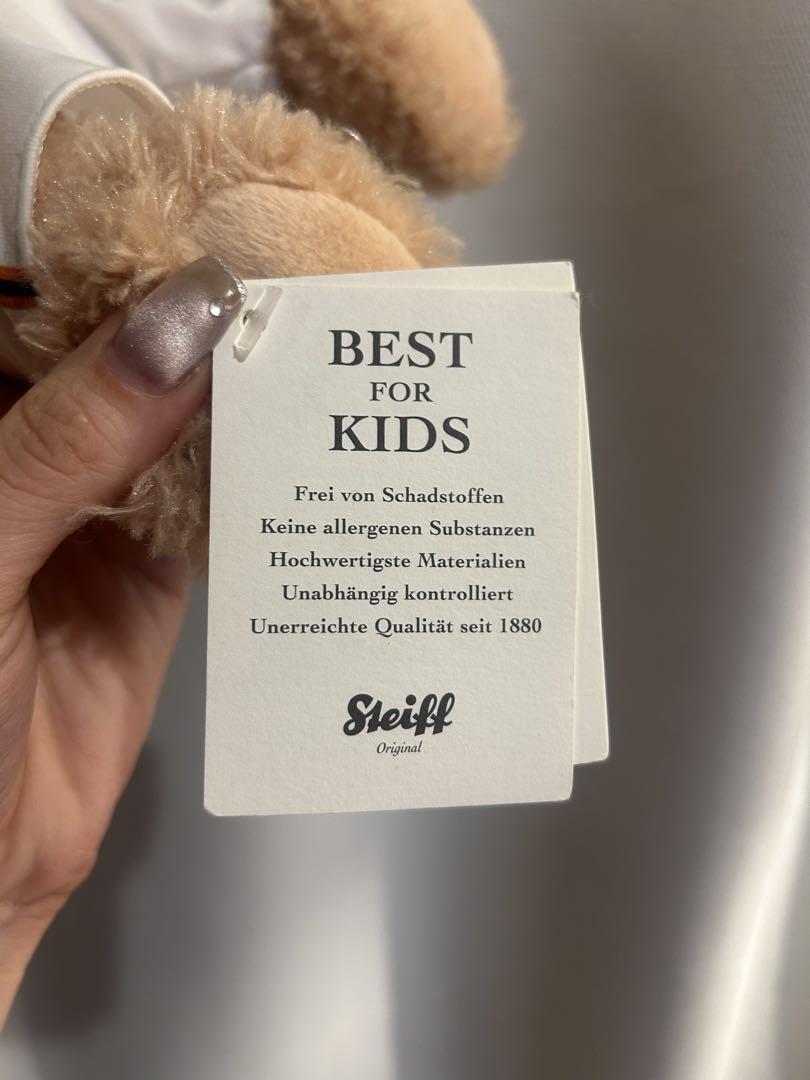 BEST
FOR
KIDS
Frei von Schadstoffen
Keine allergenen Substanzen
Hochwertigste Materialien
Unabhängig kontrolliert
Unerreichte Qualität seit 1880
Steiff
Original